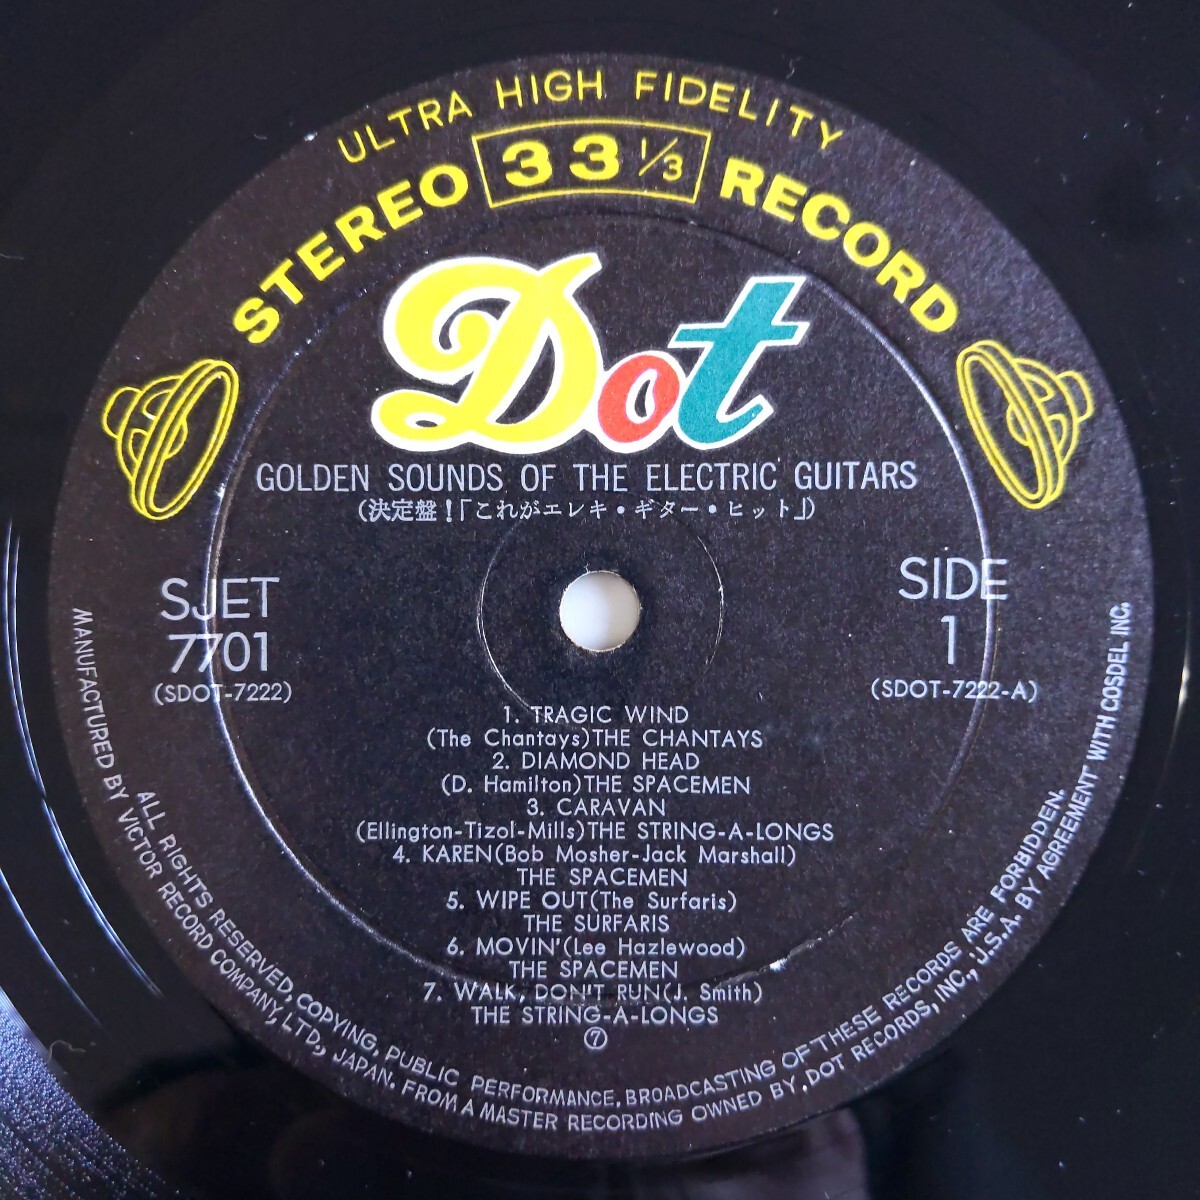 ULTRA HIGH FIDELITY
STEREO 33 1/3 RECORD
Dot
GOLDEN SOUNDS OF THE ELECTRIC GUITARS
(決定盤!「これがエレキ・ギター・ヒット」)
SJET
7701
(SDOT-7222)
SIDE
1
(SDOT-7222-A)
1. TRAGIC WIND
(The Chantays)THE CHANTAYS
2. DIAMOND HEAD
(D. Hamilton)THE SPACEMEN
3. CARAVAN
(Ellington-Tizol-Mills)THE STRING-A-LONGS
4. KAREN(Bob Mosher-Jack Marshall)
THE SPACEMEN
5. WIPE OUT(The Surfaris)
THE SURFARIS
6. MOVIN'(Lee Hazlewood)
THE SPACEMEN
7. WALK, DON'T RUN(J. Smith)
THE STRING-A-LONGS
⑦
ALL RIGHTS RESERVED, COPYING, PUBLIC PERFORMANCE, BROADCASTING OF THESE RECORDS ARE FORBIDDEN.
MANUFACTURED BY VICTOR RECORD COMPANY, LTD., JAPAN. FROM A MASTER RECORDING OWNED BY DOT RECORDS, INC., U.S.A. BY AGREEMENT WITH COSDEL INC.